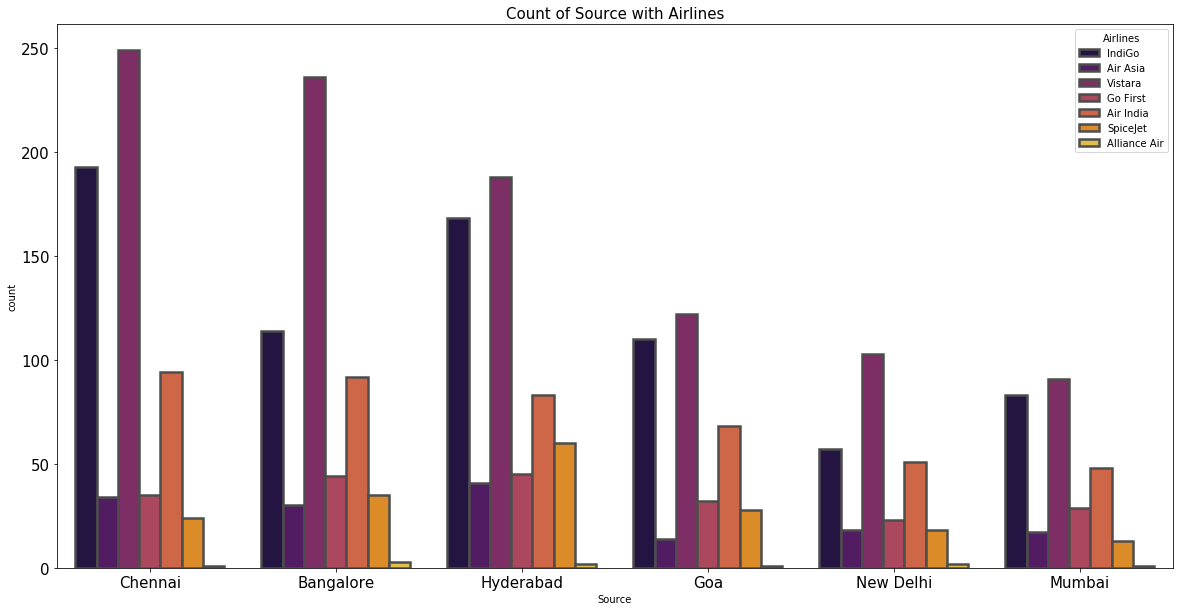 Count of Source with Airlines
Airlines
IndiGo
Air Asia
Vistara
Go First
Air India
SpiceJet
Alliance Air
count
250
200
150
100
50
0
Chennai
Bangalore
Hyderabad
Goa
New Delhi
Mumbai
Source